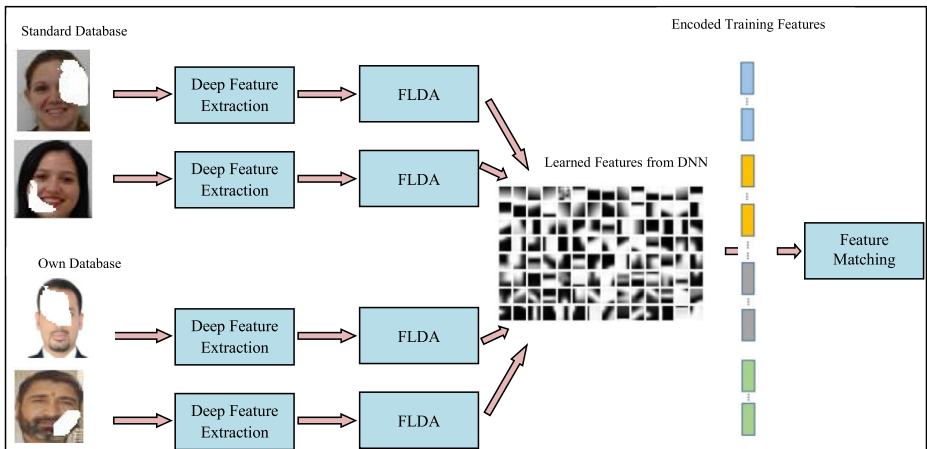 Standard Database
Encoded Training Features
Deep Feature
Extraction
FLDA
Deep Feature
Extraction
FLDA
Learned Features from DNN
Feature
Matching
Own Database
Deep Feature
Extraction
FLDA
Deep Feature
Extraction
FLDA